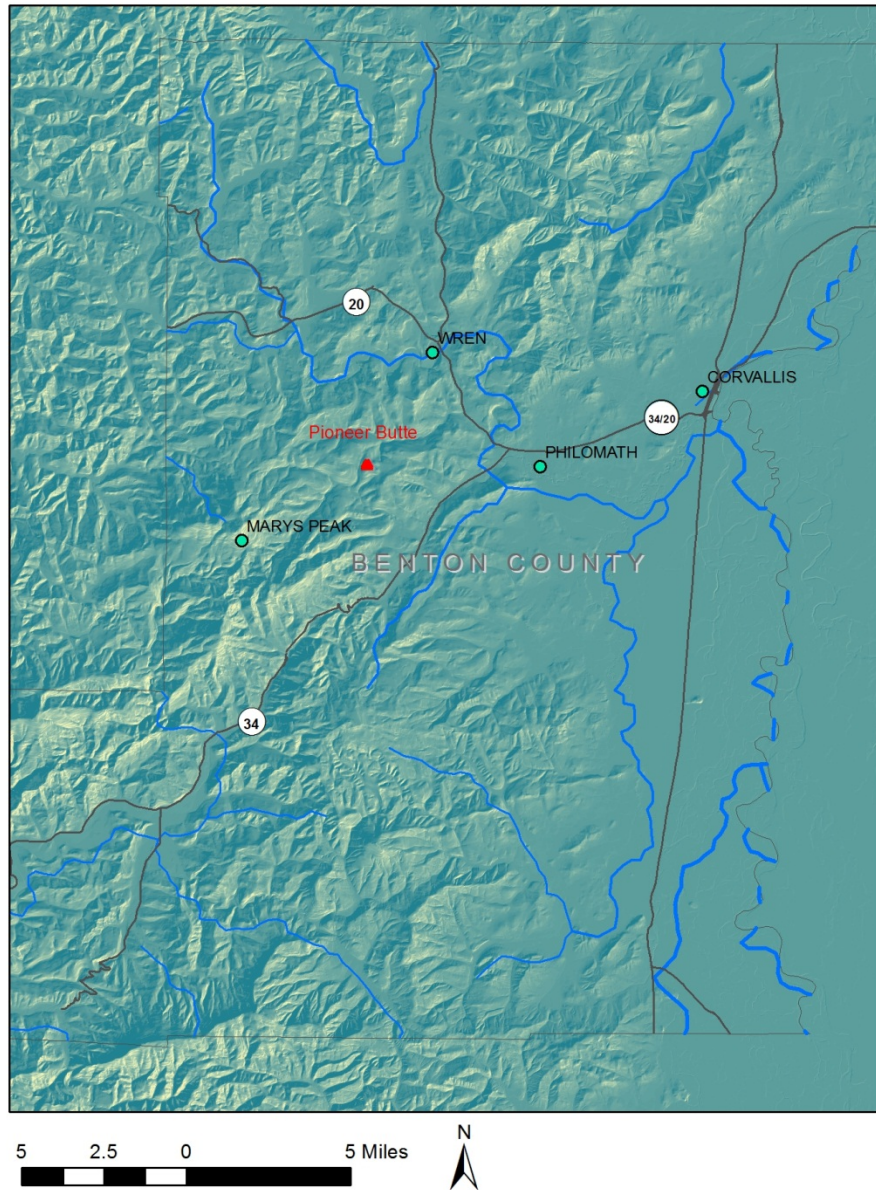 20
WREN
CORVALLIS
34/20
Pioneer Butte
PHILOMATH
MARYS PEAK
BENTON COUNTY
34
N
5 2.5 0 5 Miles